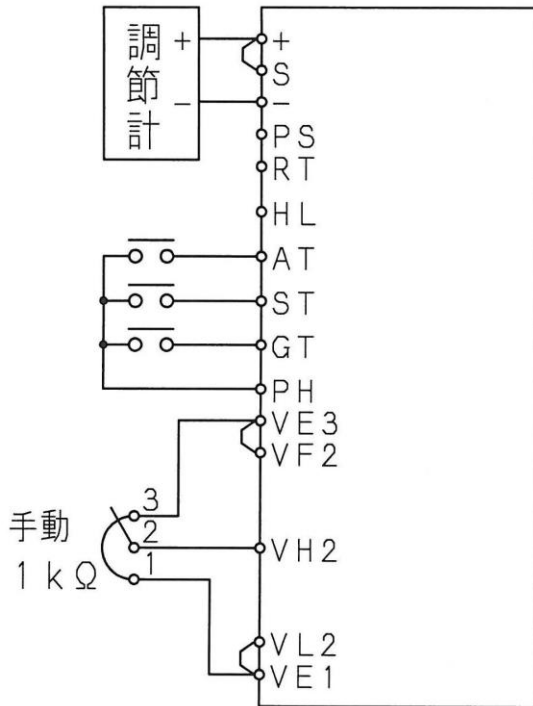 調節計
+
-
+
S
-
PS
RT
HL
AT
ST
GT
PH
VE3
VF2
手動
1kΩ
3
2
1
VH2
VL2
VE1